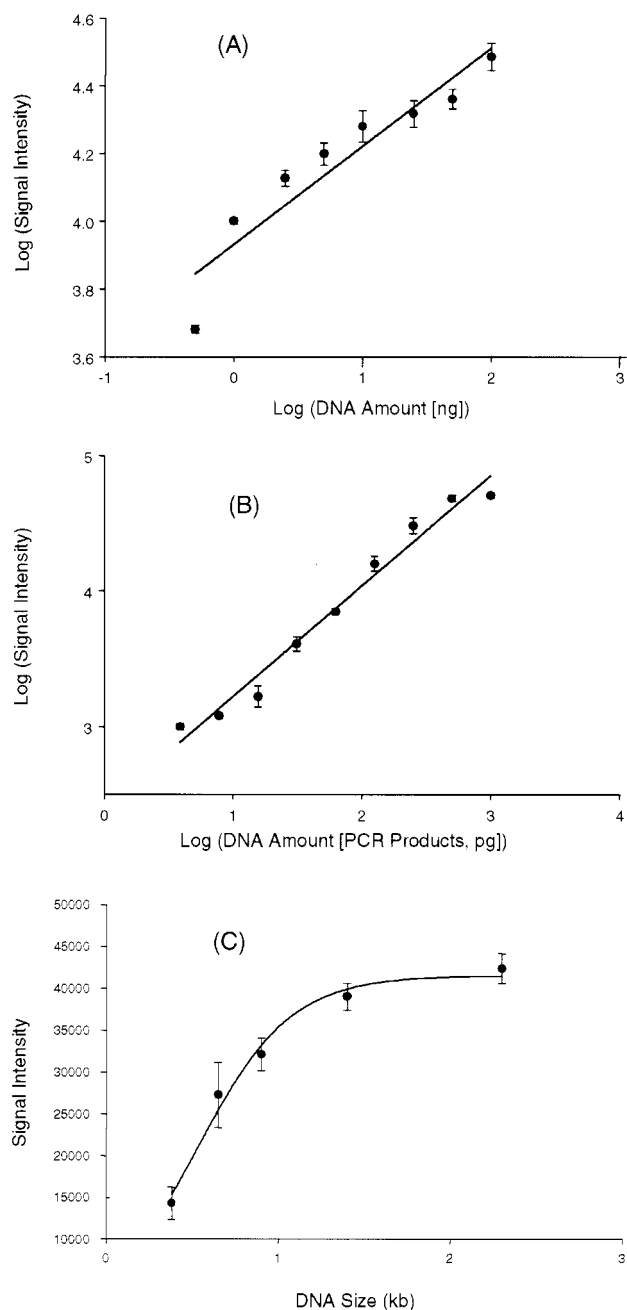 (A)
4.6
4.4
4.2
4.0
3.8
3.6
Log (Signal Intensity)
-1 0 1 2 3
Log (DNA Amount [ng])
(B)
5
4
3
Log (Signal Intensity)
0 1 2 3 4
Log (DNA Amount [PCR Products, pg])
(C)
50000
45000
40000
35000
30000
25000
20000
15000
10000
Signal Intensity
0 1 2 3
DNA Size (kb)